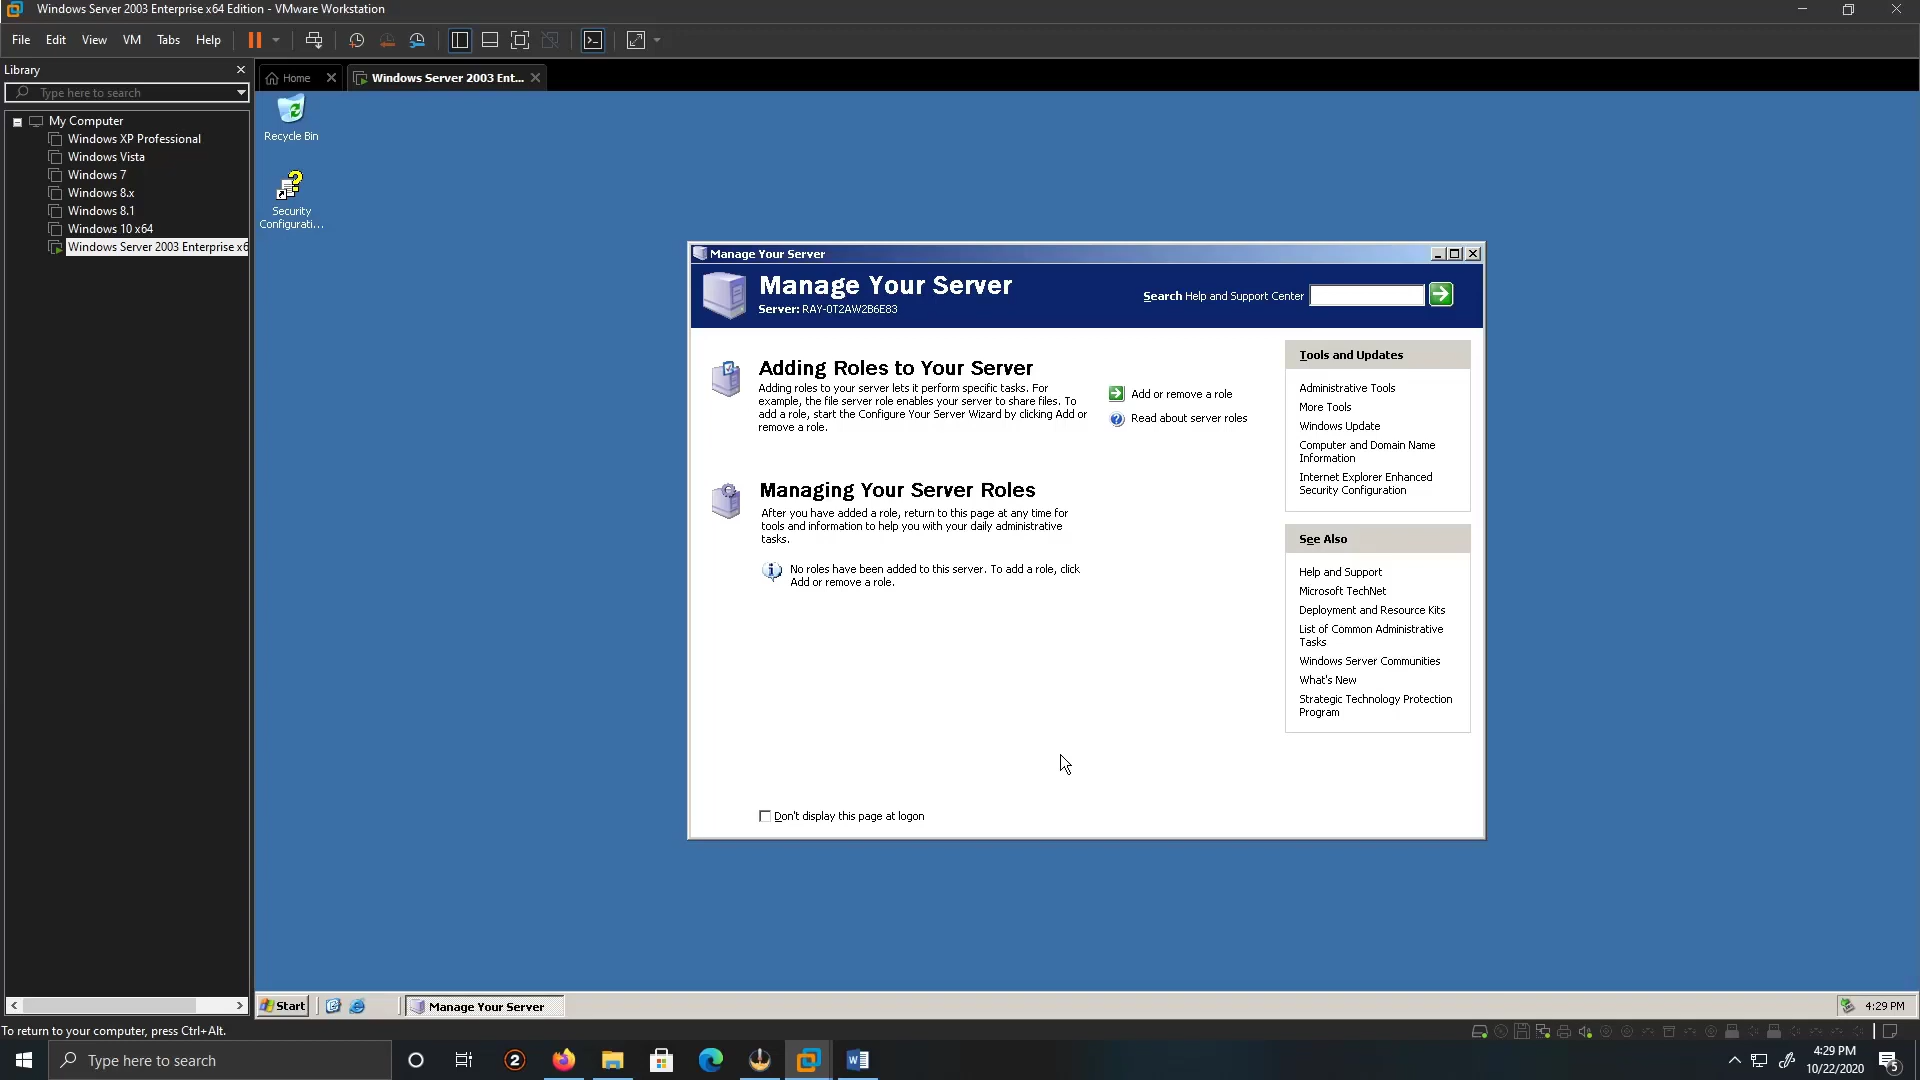 Windows Server 2003 Enterprise x64 Edition - VMware Workstation
File Edit View VM Tabs Help
Library
Type here to search
My Computer
Windows XP Professional
Windows Vista
Windows 7
Windows 8.x
Windows 8.1
Windows 10 x64
Windows Server 2003 Enterprise x6
Home
Windows Server 2003 Ent...
Recycle Bin
Security
Configurati...
Manage Your Server
Manage Your Server
Server: RAY-0T2AW2B6E83
Search Help and Support Center
Adding Roles to Your Server
Adding roles to your server lets it perform specific tasks. For
example, the file server role enables your server to share files. To
add a role, start the Configure Your Server Wizard by clicking Add or
remove a role.
Add or remove a role
Read about server roles
Managing Your Server Roles
After you have added a role, return to this page at any time for
tools and information to help you with your daily administrative
tasks.
No roles have been added to this server. To add a role, click
Add or remove a role.
Don't display this page at logon
Tools and Updates
Administrative Tools
More Tools
Windows Update
Computer and Domain Name
Information
Internet Explorer Enhanced
Security Configuration
See Also
Help and Support
Microsoft TechNet
Deployment and Resource Kits
List of Common Administrative
Tasks
Windows Server Communities
What's New
Strategic Technology Protection
Program
Start
Manage Your Server
4:29 PM
To return to your computer, press Ctrl+Alt.
Type here to search
2
4:29 PM
10/22/2020
5